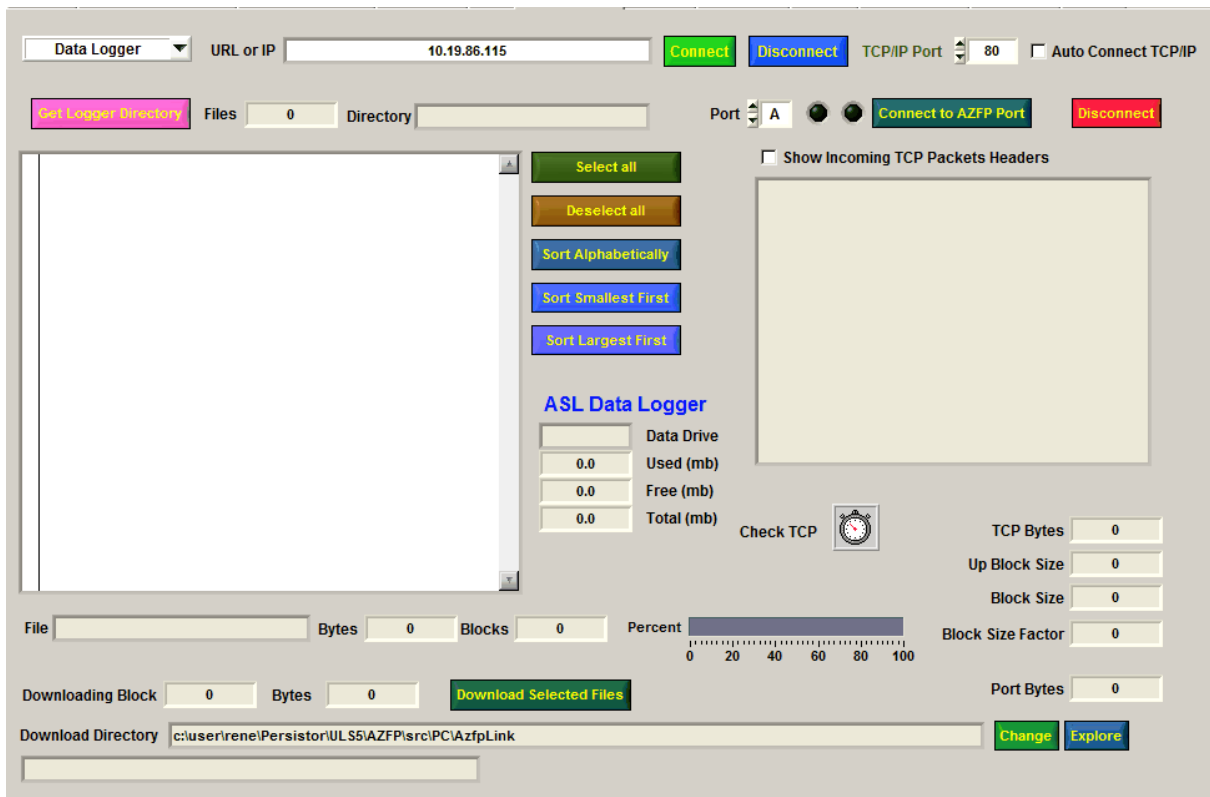 Data Logger URL or IP 10.19.86.115 Connect Disconnect TCP/IP Port 80 Auto Connect TCP/IP
Get Logger Directory Files 0 Directory Port A Connect to AZFP Port Disconnect
Select all
Show Incoming TCP Packets Headers
Deselect all
Sort Alphabetically
Sort Smallest First
Sort Largest First
ASL Data Logger
Data Drive
0.0 Used (mb)
0.0 Free (mb)
0.0 Total (mb)
Check TCP
TCP Bytes 0
Up Block Size 0
Block Size 0
File Bytes 0 Blocks 0 Percent
Block Size Factor 0
0 20 40 60 80 100
Downloading Block 0 Bytes 0 Download Selected Files Port Bytes 0
Download Directory c:\user\rene\Persistor\ULS5\AZFP\src\PC\AzfpLink Change Explore